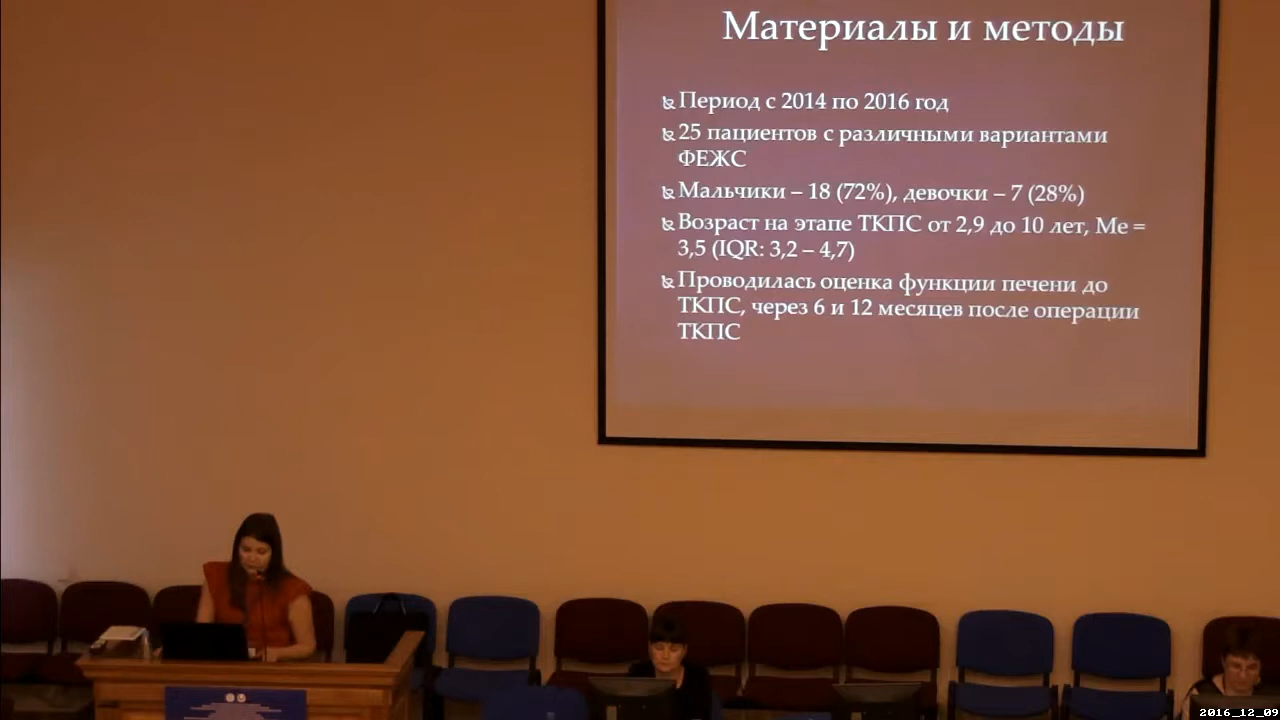 Материалы и методы
Период с 2014 по 2016 год
25 пациентов с различными вариантами
ФЕЖС
Мальчики – 18 (72%), девочки – 7 (28%)
Возраст на этапе ТКПС от 2,9 до 10 лет, Me =
3,5 (IQR: 3,2 – 4,7)
Проводилась оценка функции печени до
ТКПС, через 6 и 12 месяцев после операции
ТКПС
2016_12_09